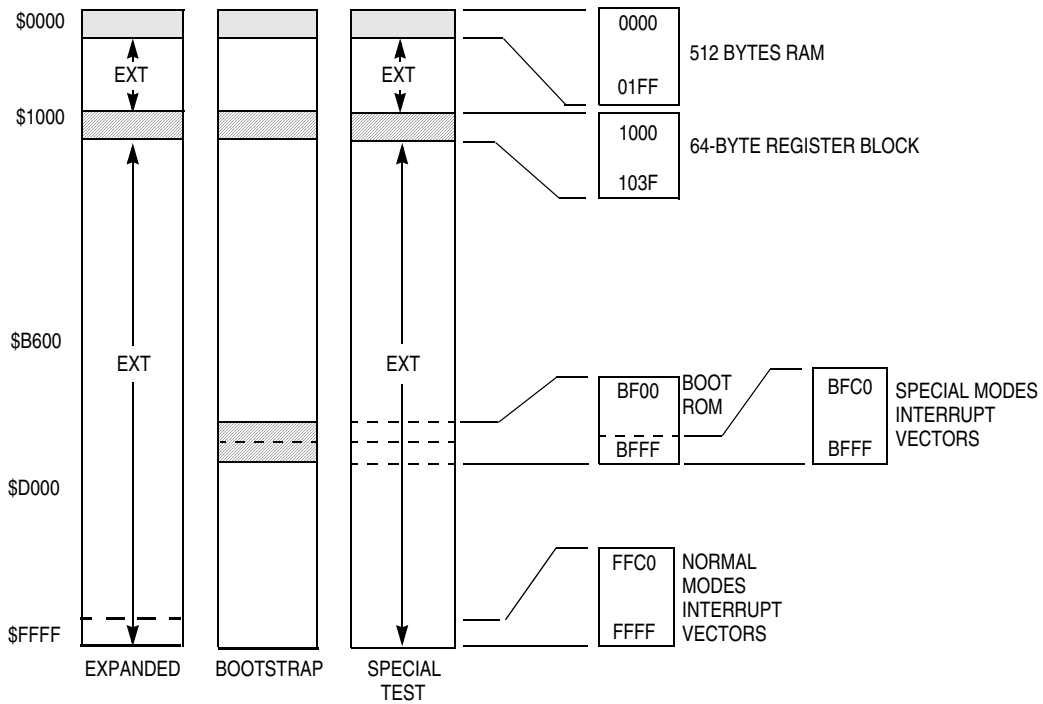 $0000
EXT
EXT
$1000
$B600
EXT
EXT
$D000
$FFFF
EXPANDED
BOOTSTRAP
SPECIAL
TEST
0000
01FF
512 BYTES RAM
1000
103F
64-BYTE REGISTER BLOCK
BF00
BFFF
BOOT
ROM
BFC0
BFFF
SPECIAL MODES
INTERRUPT
VECTORS
FFC0
FFFF
NORMAL
MODES
INTERRUPT
VECTORS